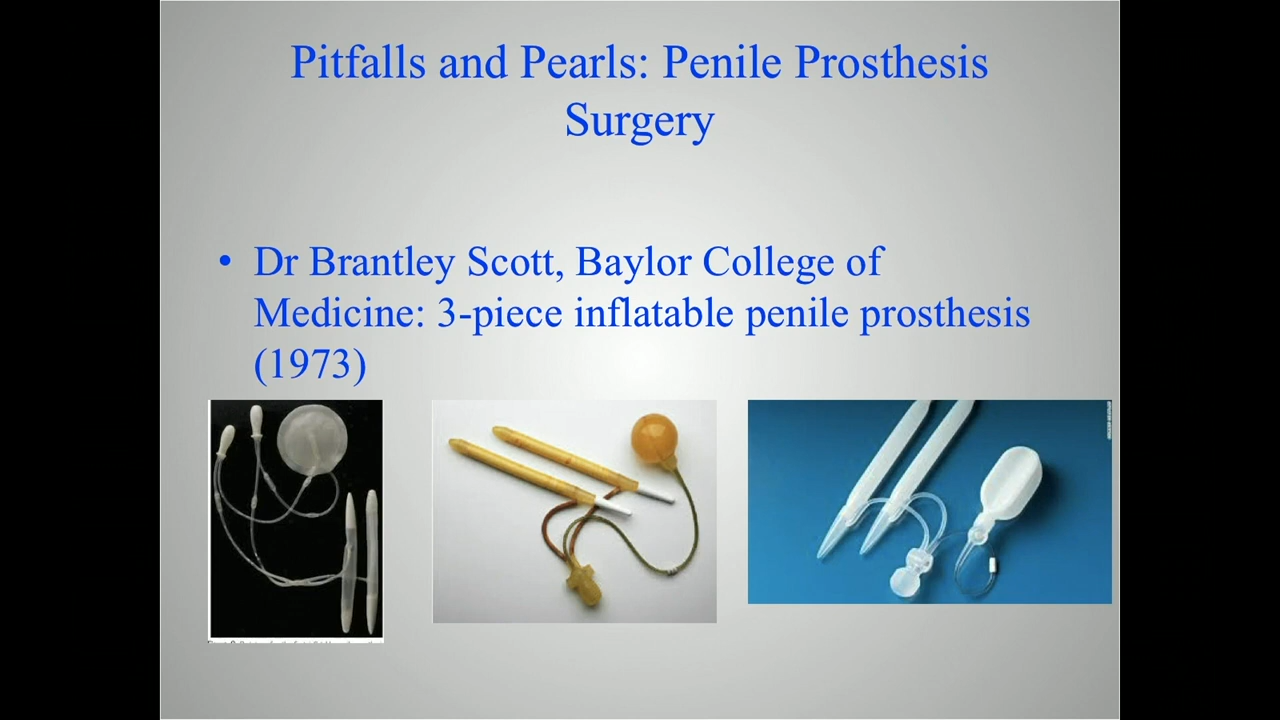 Pitfalls and Pearls: Penile Prosthesis
Surgery
• Dr Brantley Scott, Baylor College of
Medicine: 3-piece inflatable penile prosthesis
(1973)